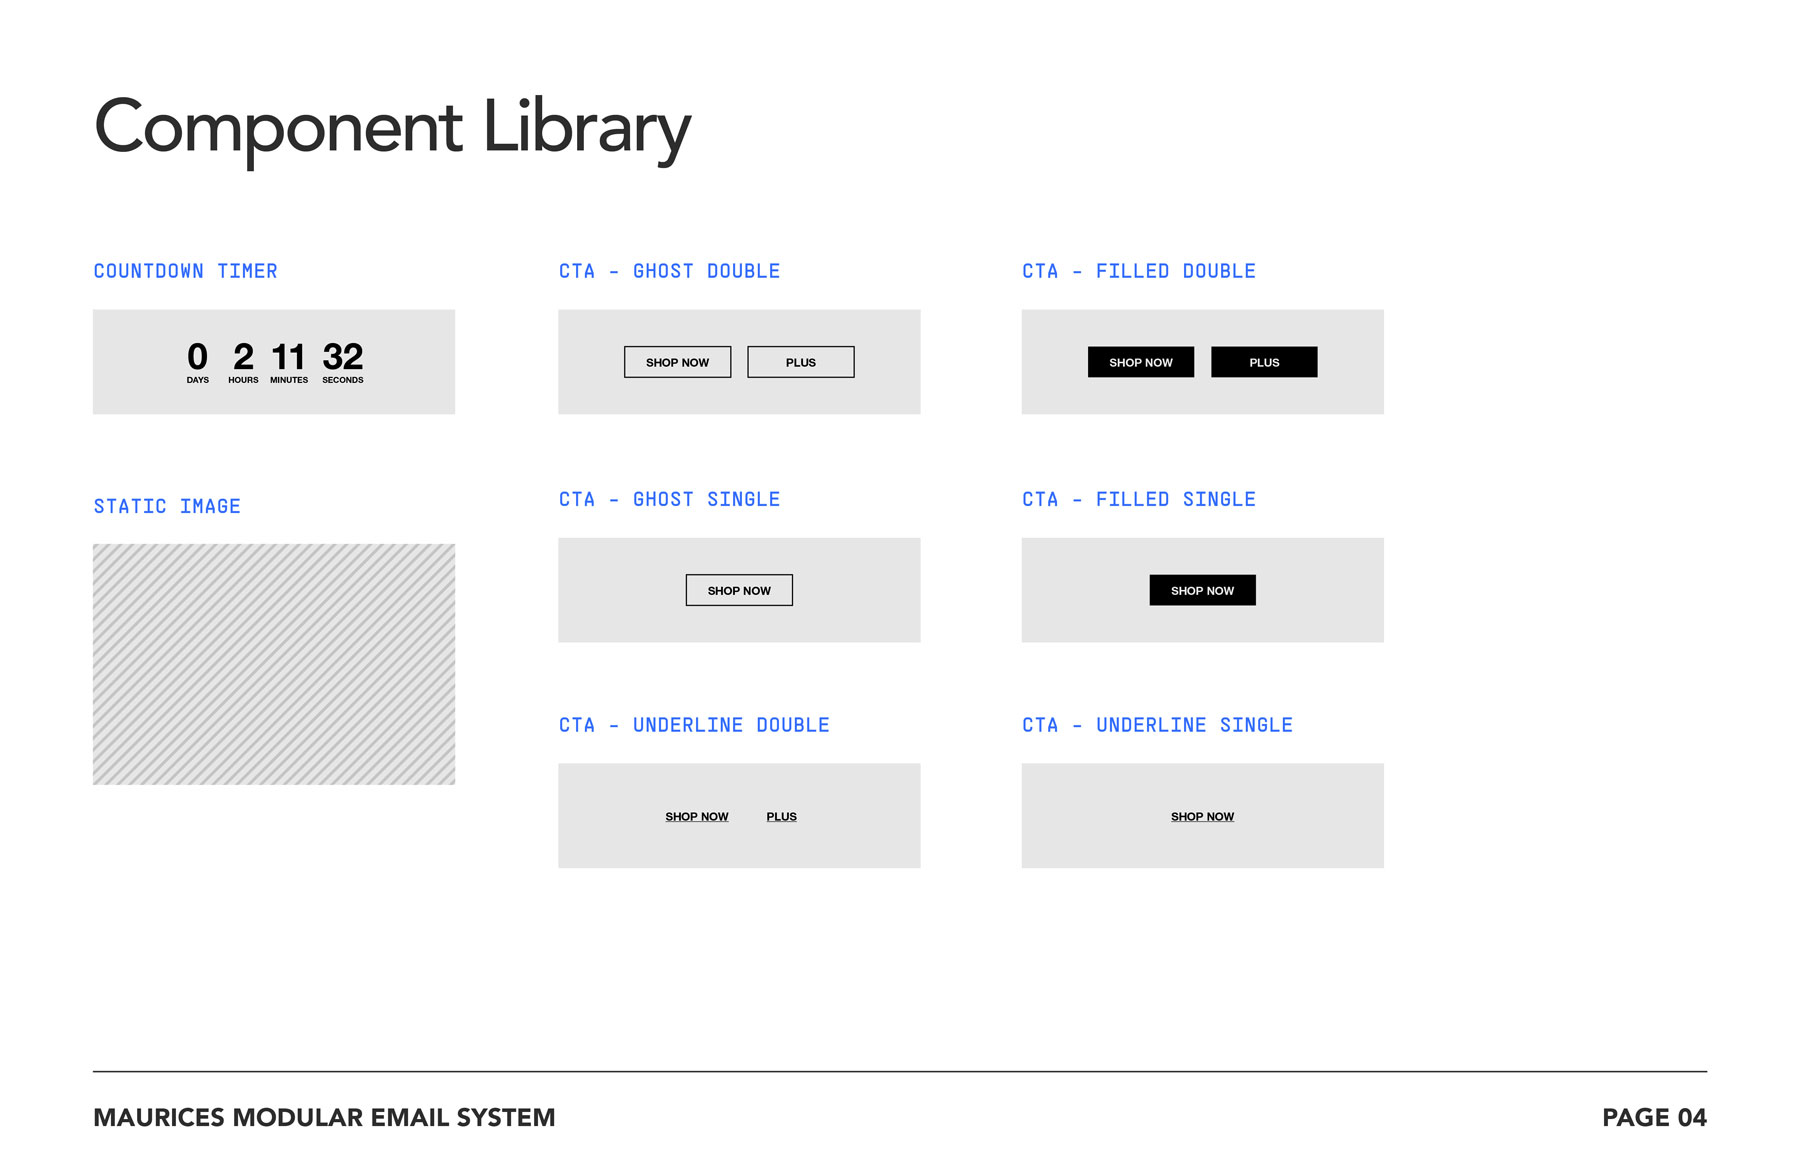 Component Library
COUNTDOWN TIMER
0 2 11 32
DAYS HOURS MINUTES SECONDS
STATIC IMAGE
CTA - GHOST DOUBLE
SHOP NOW PLUS
CTA - GHOST SINGLE
SHOP NOW
CTA - UNDERLINE DOUBLE
SHOP NOW PLUS
CTA - FILLED DOUBLE
SHOP NOW PLUS
CTA - FILLED SINGLE
SHOP NOW
CTA - UNDERLINE SINGLE
SHOP NOW
MAURICES MODULAR EMAIL SYSTEM
PAGE 04